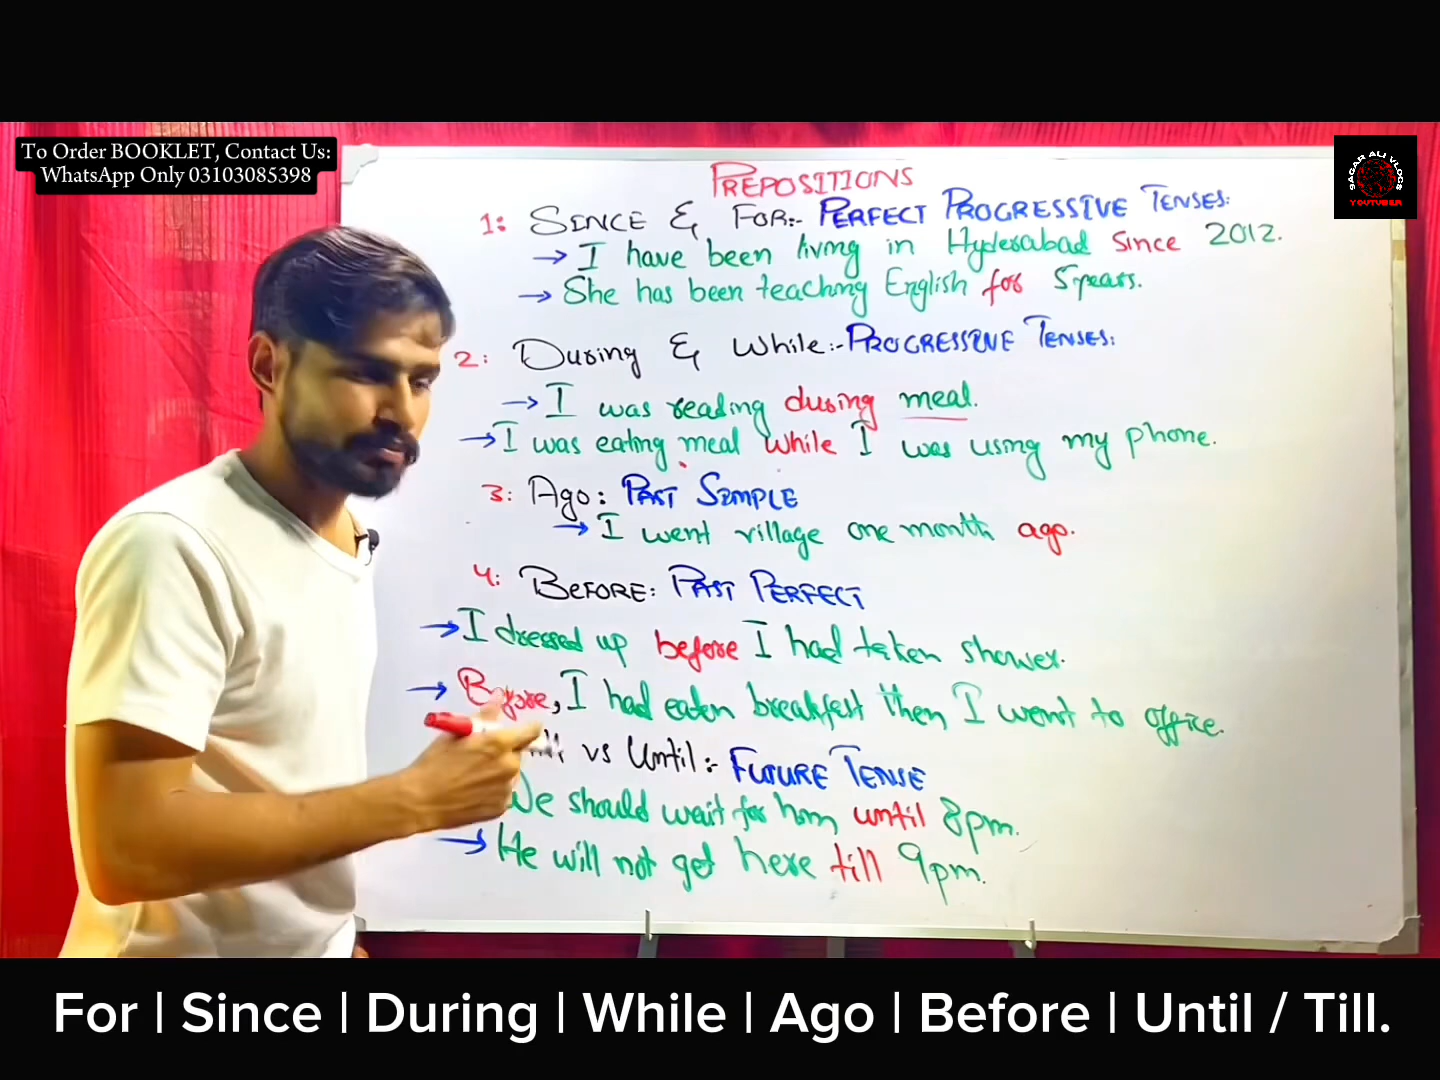 To Order BOOKLET, Contact Us:
WhatsApp Only 03103085398
SAGAR ALI VLOGS
YOUTUBER
PREPOSITIONS
1: SINCE & FOR:- PERFECT PROGRESSIVE TENSES:
→ I have been living in Hyderabad since 2012.
→ She has been teaching English for 5 years.
2: During & While:- PROGRESSIVE TENSES:
→ I was reading during meal.
→ I was eating meal while I was using my phone.
3: Ago: PAST SIMPLE
→ I went village one month ago.
4: BEFORE: PAST PERFECT
→ I dressed up before I had taken shower.
→ Before, I had eaten breakfast then I went to office.
vs Until:- FUTURE TENSE
We should wait for him until 8pm.
→ He will not get here till 9pm.
For | Since | During | While | Ago | Before | Until / Till.